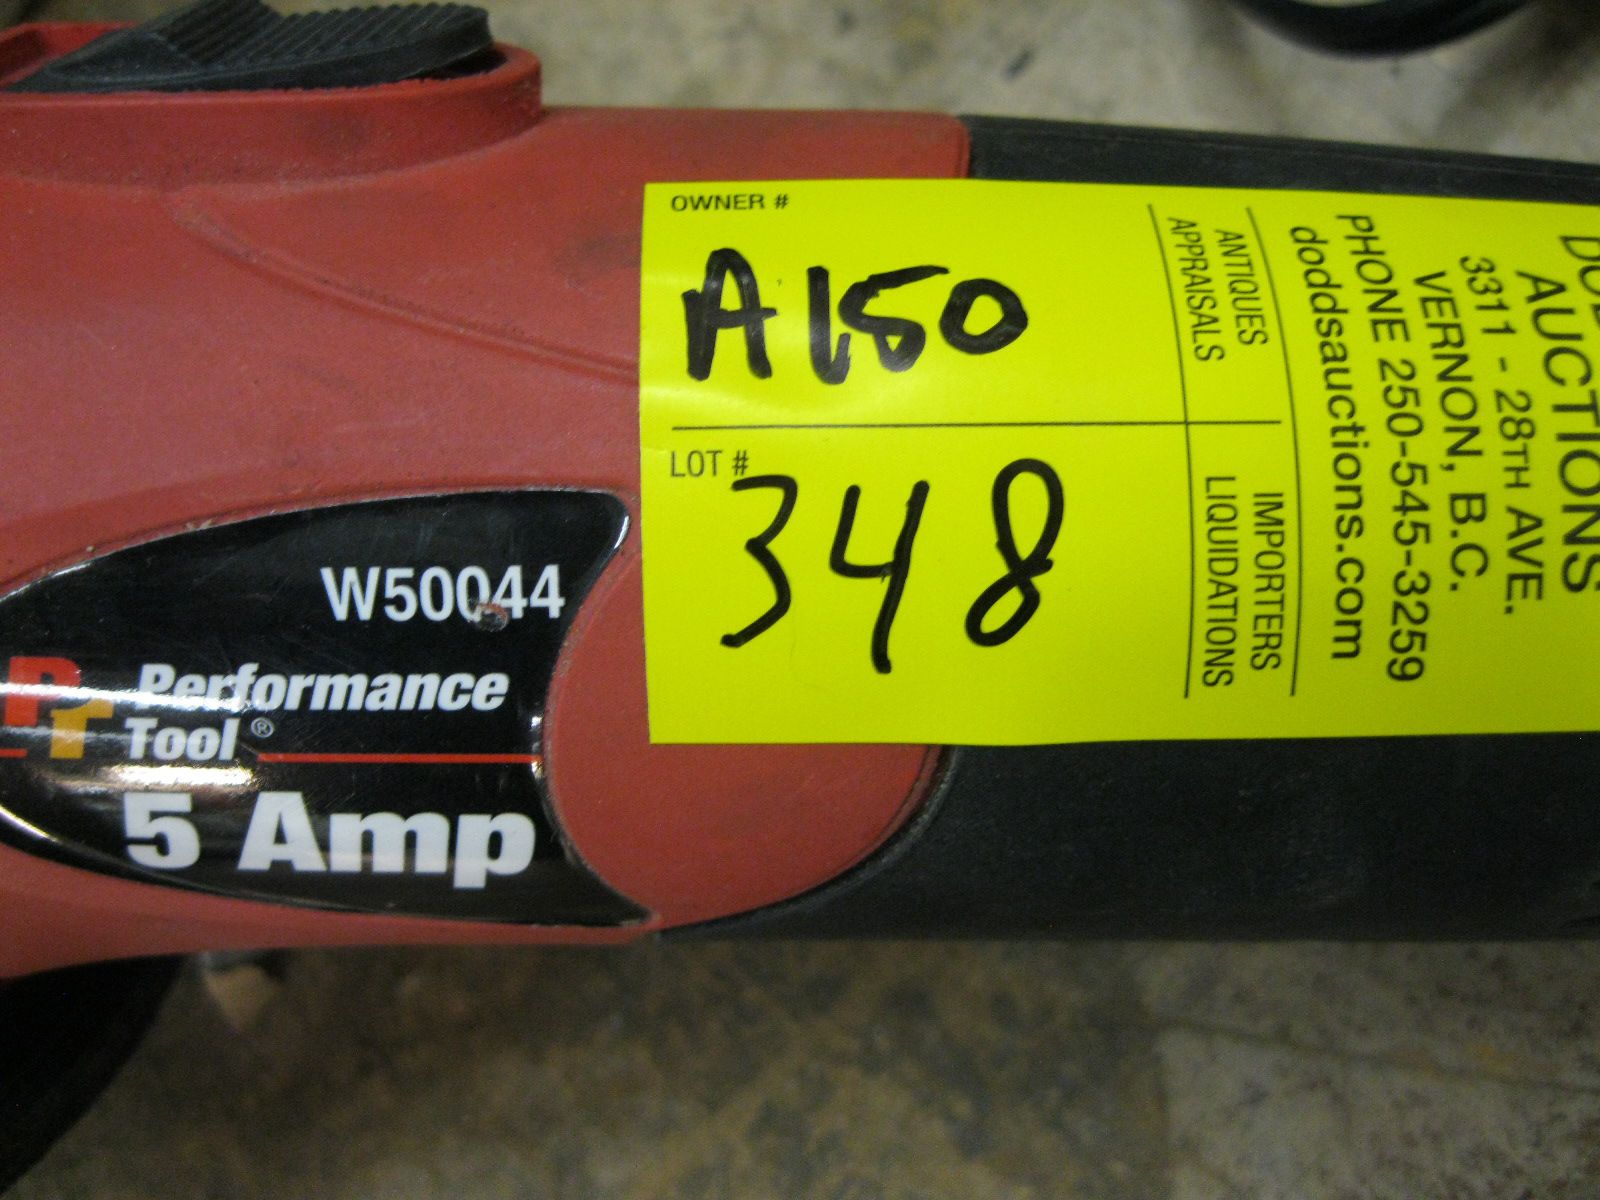 OWNER #
A150
LOT #
348
ANTIQUES
APPRAISALS
IMPORTERS
LIQUIDATIONS
AUCTIONS
3311 - 28TH AVE.
VERNON, B.C.
PHONE 250-545-3259
doddsauctions.com
W50044
PT
Performance
Tool®
5 Amp